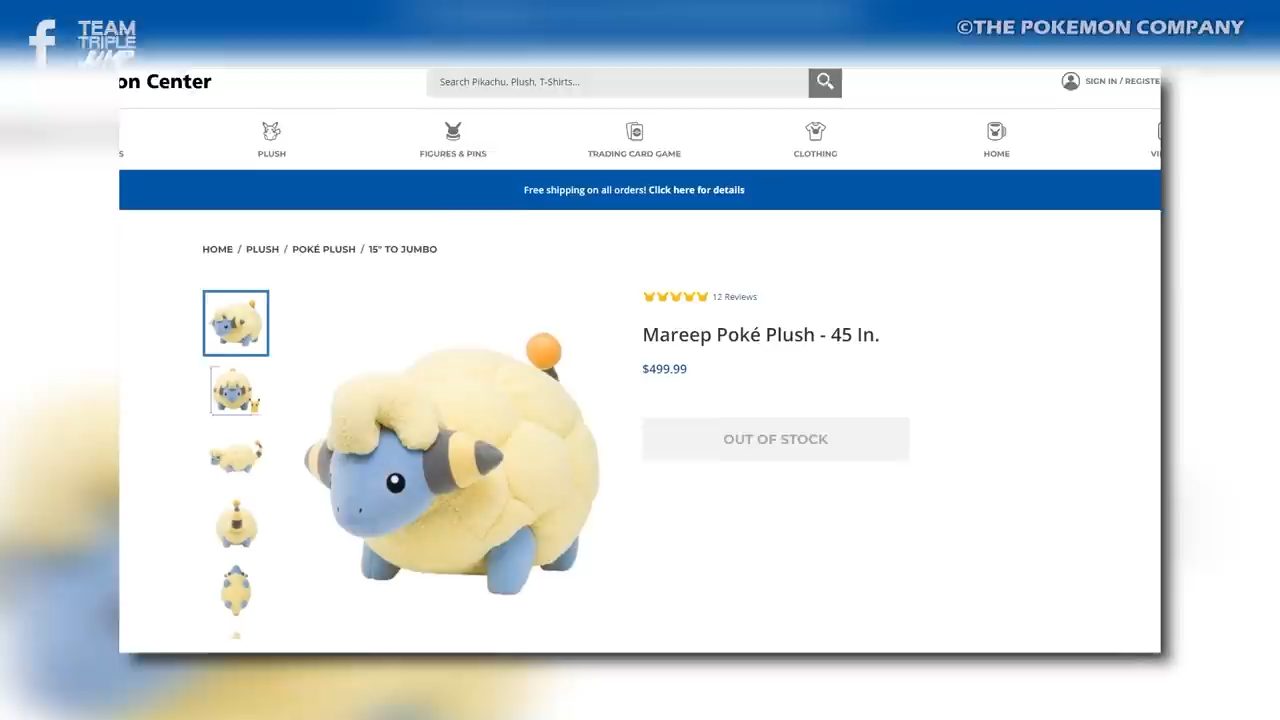 TEAM
TRIPLE
©THE POKEMON COMPANY
on Center
Search Pikachu, Plush, T-Shirts...
SIGN IN / REGISTE
S
PLUSH
FIGURES & PINS
TRADING CARD GAME
CLOTHING
HOME
VI
Free shipping on all orders! Click here for details
HOME / PLUSH / POKÉ PLUSH / 15" TO JUMBO
12 Reviews
Mareep Poké Plush - 45 In.
$499.99
OUT OF STOCK